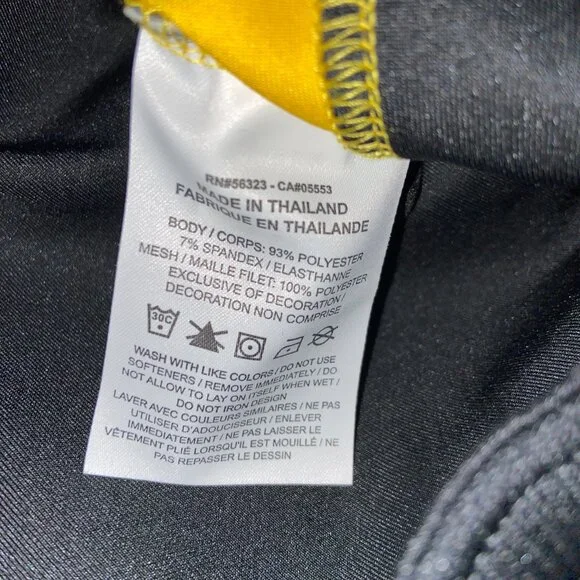 RN#56323 - CA#05553
MADE IN THAILAND
FABRIQUE EN THAILANDE
BODY / CORPS: 93% POLYESTER
7% SPANDEX / ELASTHANNE
MESH / MAILLE FILET: 100% POLYESTER
EXCLUSIVE OF DECORATION /
DECORATION NON COMPRISE
30C
WASH WITH LIKE COLORS / DO NOT USE
SOFTENERS / REMOVE IMMEDIATELY / DO
NOT ALLOW TO LAY ON ITSELF WHEN WET /
DO NOT IRON DESIGN
LAVER AVEC COULEURS SIMILAIRES / NE PAS
UTILISER D'ADOUCISSEUR / ENLEVER
IMMEDIATEMENT / NE PAS LAISSER LE
VÊTEMENT PLIÉ LORSQU'IL EST MOUILLÉ / NE
PAS REPASSER LE DESSIN